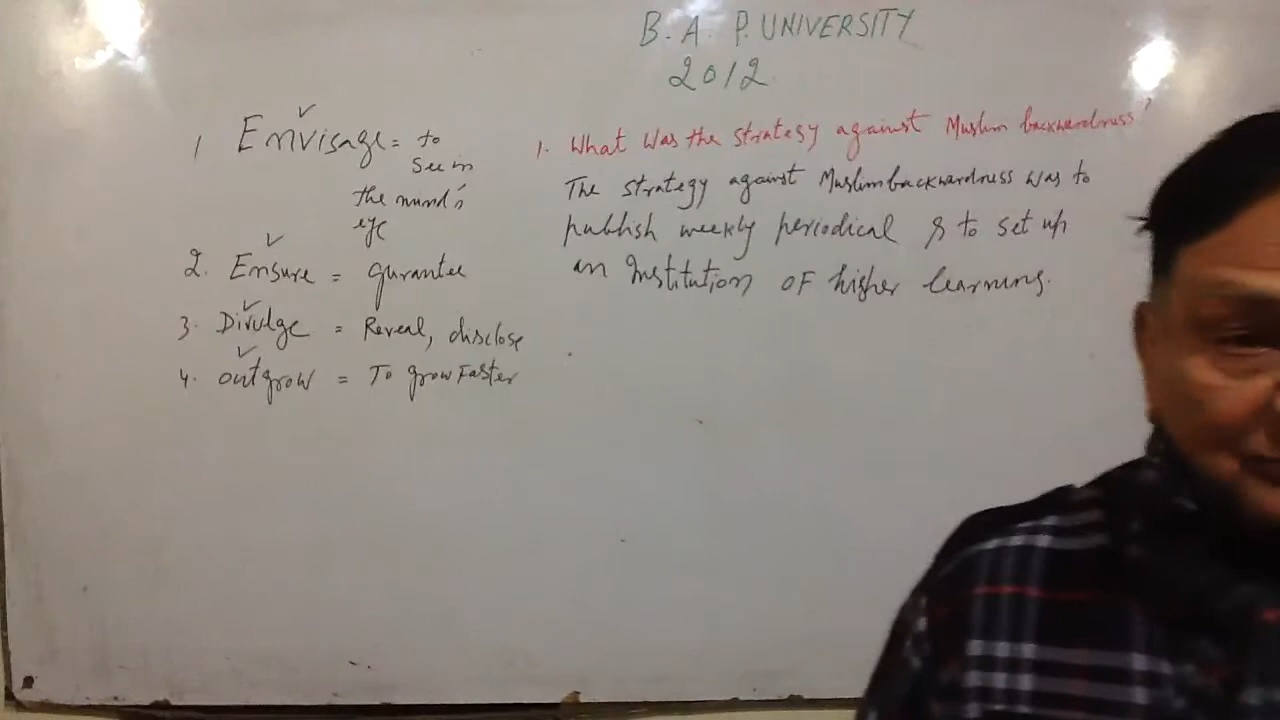 B. A. P. UNIVERSITY
2012
1 Envisage = to
See in
the mind's
eye
2. Ensure = gurantee
3. Divulge = Reveal, disclose
4. outgrow = To grow Faster
1. What Was the strategy against Muslim backwardness'
The strategy against Muslim backwardness was to
publish weekly periodical & to set up
an Institution OF higher learning.